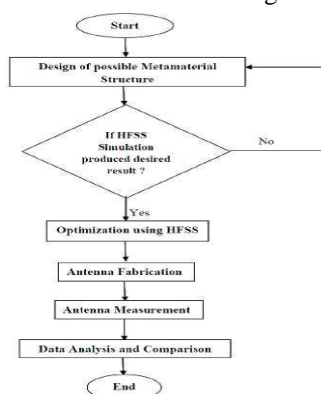 Start
Design of possible Metamaterial
Structure
If HFSS
Simulation
produced desired
result ?
No
Yes
Optimization using HFSS
Antenna Fabrication
Antenna Measurement
Data Analysis and Comparison
End